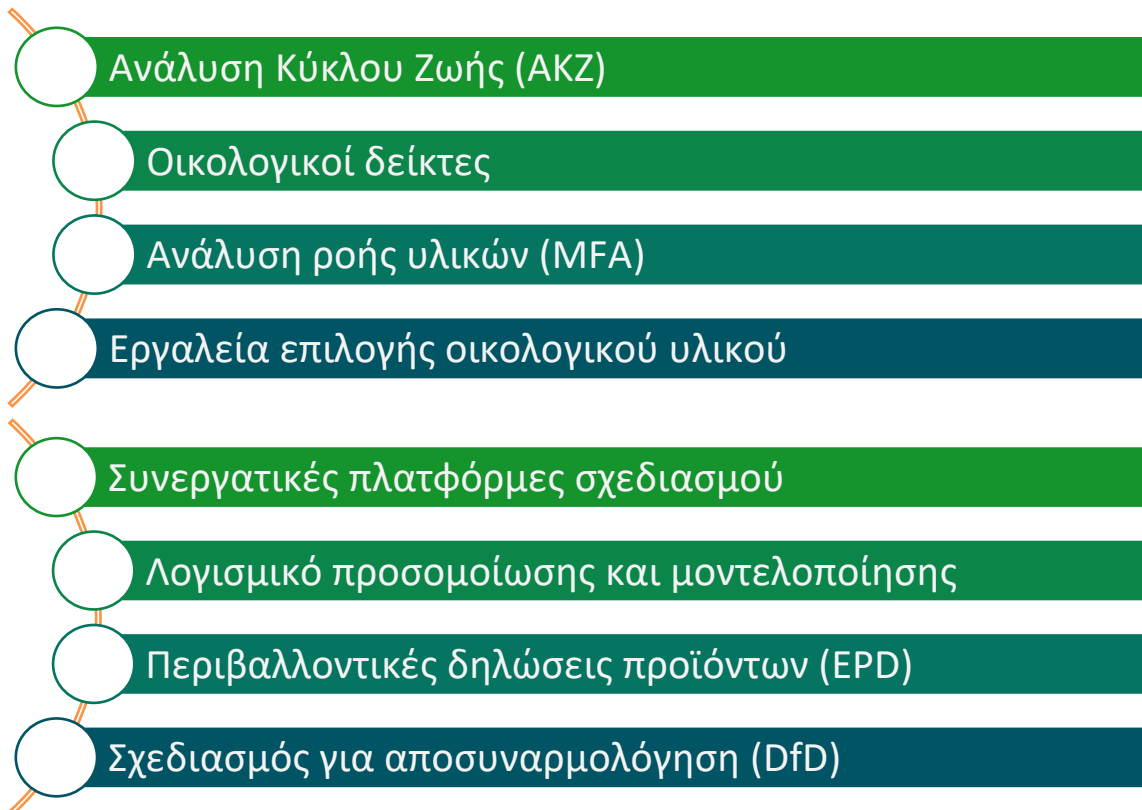 Ανάλυση Κύκλου Ζωής (ΑΚΖ)
Οικολογικοί δείκτες
Ανάλυση ροής υλικών (MFA)
Εργαλεία επιλογής οικολογικού υλικού
Συνεργατικές πλατφόρμες σχεδιασμού
Λογισμικό προσομοίωσης και μοντελοποίησης
Περιβαλλοντικές δηλώσεις προϊόντων (EPD)
Σχεδιασμός για αποσυναρμολόγηση (DfD)